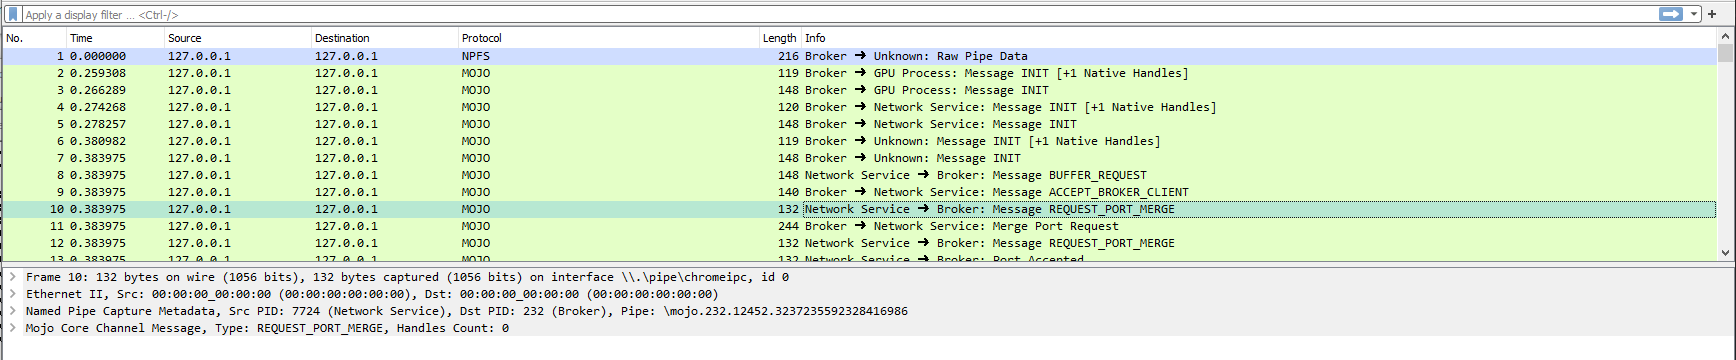 Apply a display filter ... <Ctrl-/>
No. Time Source Destination Protocol Length Info
1 0.000000 127.0.0.1 127.0.0.1 NPFS 216 Broker → Unknown: Raw Pipe Data
2 0.259308 127.0.0.1 127.0.0.1 MOJO 119 Broker → GPU Process: Message INIT [+1 Native Handles]
3 0.266289 127.0.0.1 127.0.0.1 MOJO 148 Broker → GPU Process: Message INIT
4 0.274268 127.0.0.1 127.0.0.1 MOJO 120 Broker → Network Service: Message INIT [+1 Native Handles]
5 0.278257 127.0.0.1 127.0.0.1 MOJO 148 Broker → Network Service: Message INIT
6 0.380982 127.0.0.1 127.0.0.1 MOJO 119 Broker → Unknown: Message INIT [+1 Native Handles]
7 0.383975 127.0.0.1 127.0.0.1 MOJO 148 Broker → Unknown: Message INIT
8 0.383975 127.0.0.1 127.0.0.1 MOJO 148 Network Service → Broker: Message BUFFER_REQUEST
9 0.383975 127.0.0.1 127.0.0.1 MOJO 140 Broker → Network Service: Message ACCEPT_BROKER_CLIENT
10 0.383975 127.0.0.1 127.0.0.1 MOJO 132 Network Service → Broker: Message REQUEST_PORT_MERGE
11 0.383975 127.0.0.1 127.0.0.1 MOJO 244 Broker → Network Service: Merge Port Request
12 0.383975 127.0.0.1 127.0.0.1 MOJO 132 Network Service → Broker: Message REQUEST_PORT_MERGE
13 0.383975 127.0.0.1 127.0.0.1 MOJO 132 Network Service → Broker: Port Accepted
Frame 10: 132 bytes on wire (1056 bits), 132 bytes captured (1056 bits) on interface \\.\pipe\chromeipc, id 0
Ethernet II, Src: 00:00:00_00:00:00 (00:00:00:00:00:00), Dst: 00:00:00_00:00:00 (00:00:00:00:00:00)
Named Pipe Capture Metadata, Src PID: 7724 (Network Service), Dst PID: 232 (Broker), Pipe: \mojo.232.12452.3237235592328416986
Mojo Core Channel Message, Type: REQUEST_PORT_MERGE, Handles Count: 0